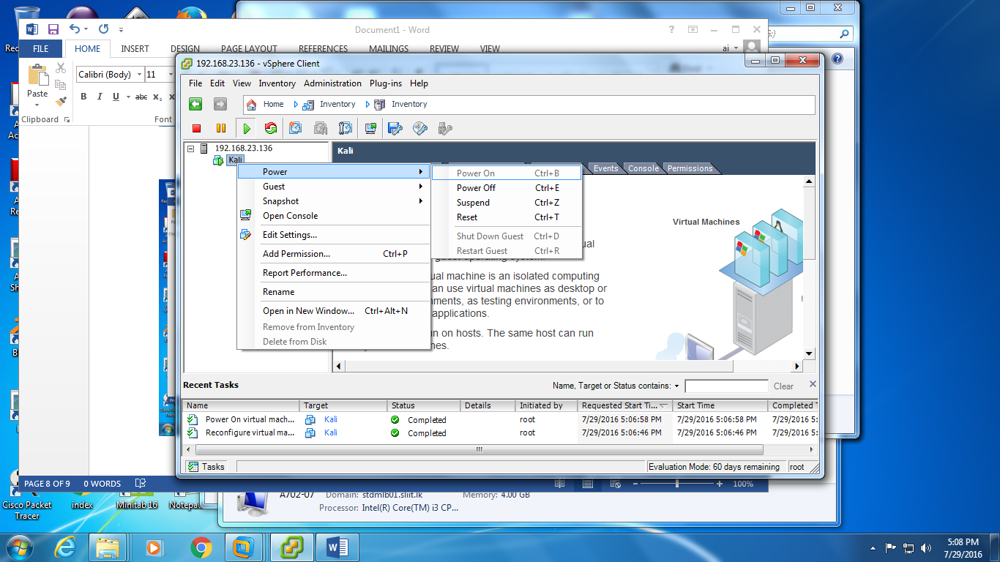 Document1 - Word
FILE
HOME
INSERT
DESIGN
PAGE LAYOUT
REFERENCES
MAILINGS
REVIEW
VIEW
ai
Paste
Calibri (Body)
11
B I U abc x₂ x
Clipboard
Font
192.168.23.136 - vSphere Client
File Edit View Inventory Administration Plug-ins Help
Home Inventory Inventory
192.168.23.136
Kali
Kali
Events Console Permissions
Power
Guest
Snapshot
Open Console
Edit Settings...
Add Permission... Ctrl+P
Report Performance...
Rename
Open in New Window... Ctrl+Alt+N
Remove from Inventory
Delete from Disk
Power On Ctrl+B
Power Off Ctrl+E
Suspend Ctrl+Z
Reset Ctrl+T
Shut Down Guest Ctrl+D
Restart Guest Ctrl+R
Virtual Machines
machine is an isolated computing
use virtual machines as desktop or
as testing environments, or to
applications.
on hosts. The same host can run
Recent Tasks
Name, Target or Status contains:
Clear
Name Target Status Details Initiated by Requested Start Ti... Start Time Completed T
Power On virtual mach... Kali Completed root 7/29/2016 5:06:58 PM 7/29/2016 5:06:58 PM 7/29/2016 5:
Reconfigure virtual ma... Kali Completed root 7/29/2016 5:06:46 PM 7/29/2016 5:06:46 PM 7/29/2016 5:
Tasks
Evaluation Mode: 60 days remaining
root
PAGE 8 OF 9 0 WORDS
100%
A702-07 Domain: stdmlb01.sliit.lk Memory: 4.00 GB
Processor: Intel(R) Core(TM) i3 CP...
Cisco Packet
Tracer
index
Minitab 16
Notepa
5:08 PM
7/29/2016